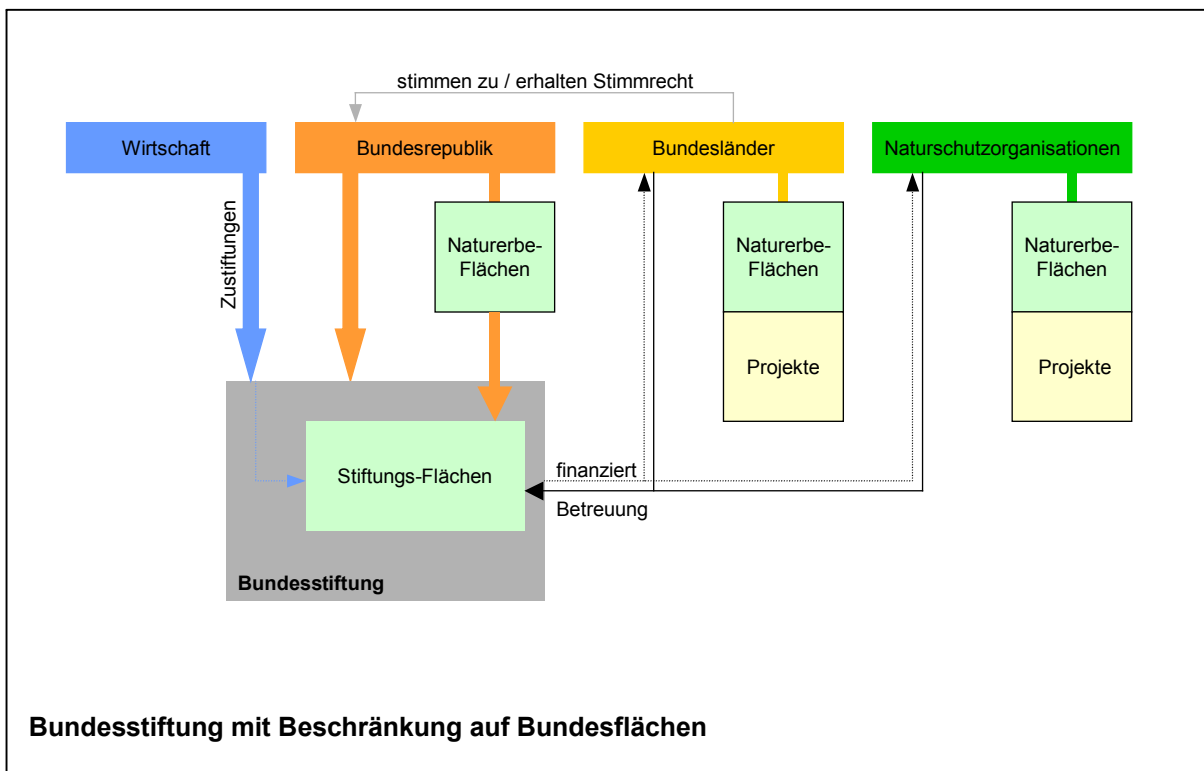 stimmen zu / erhalten Stimmrecht
Wirtschaft
Bundesrepublik
Bundesländer
Naturschutzorganisationen
Zustiftungen
Naturerbe-
Flächen
Naturerbe-
Flächen
Naturerbe-
Flächen
Projekte
Projekte
Stiftungs-Flächen
finanziert
Betreuung
Bundesstiftung
Bundesstiftung mit Beschränkung auf Bundesflächen